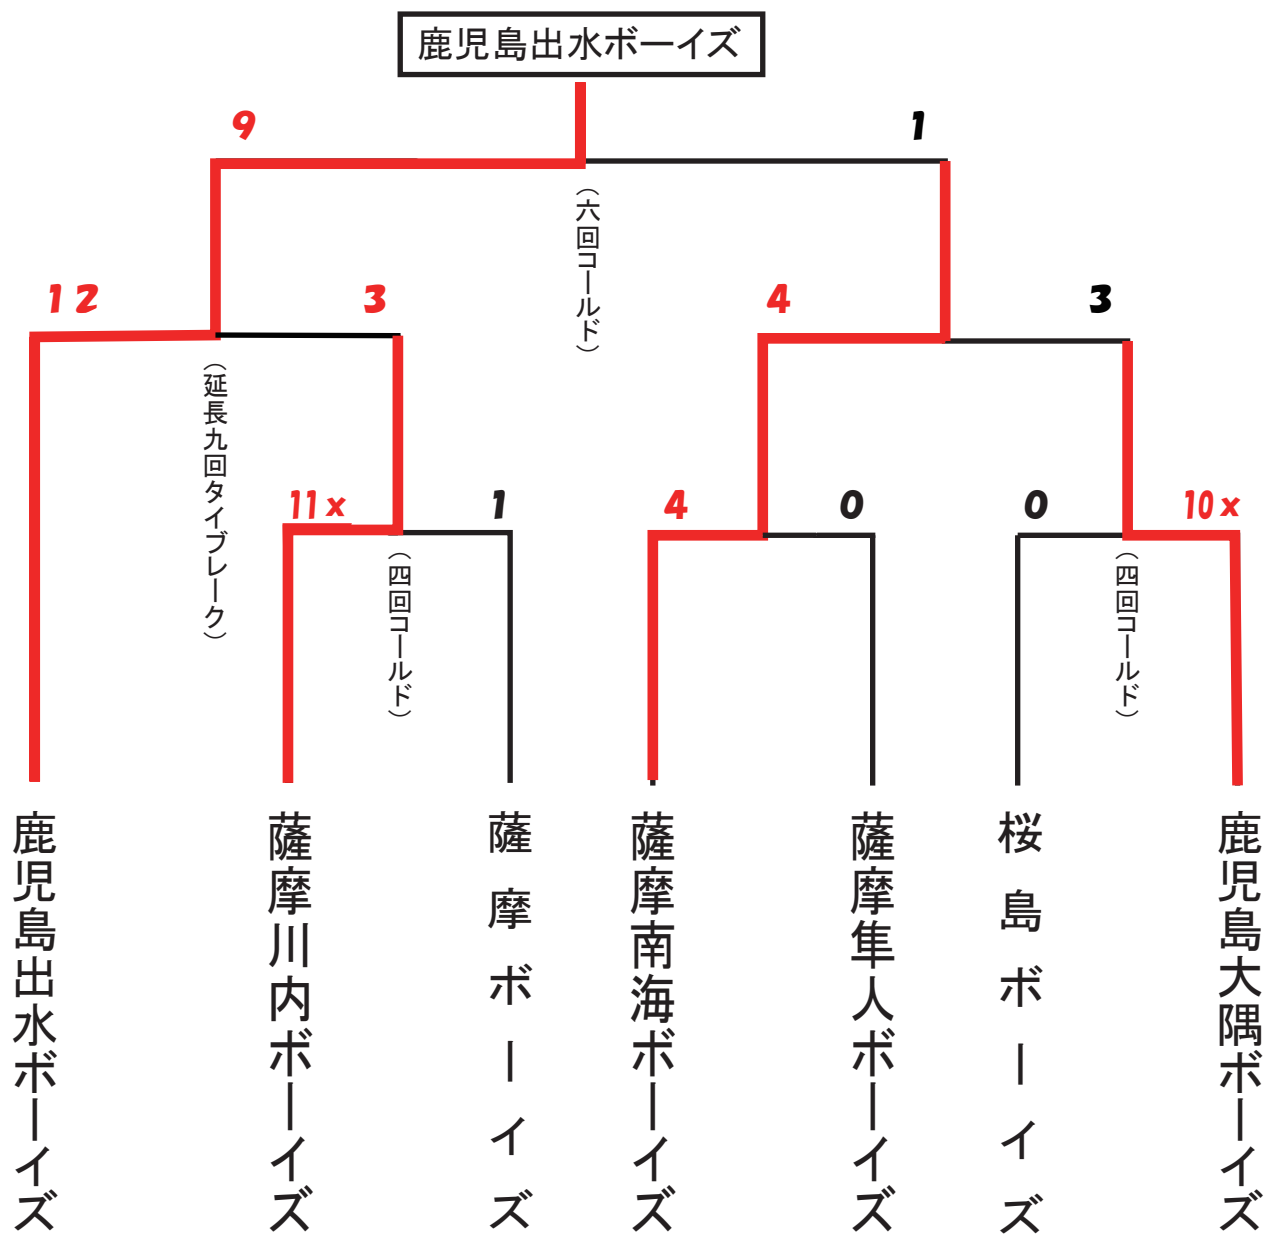 鹿児島出水ボーイズ
9
1
（六回コールド）
12
3
4
3
（延長九回タイブレーク）
11x
1
4
0
0
10x
（四回コールド）
（四回コールド）
鹿児島出水ボーイズ
薩摩川内ボーイズ
薩摩ボーイズ
薩摩南海ボーイズ
薩摩隼人ボーイズ
桜島ボーイズ
鹿児島大隅ボーイズ